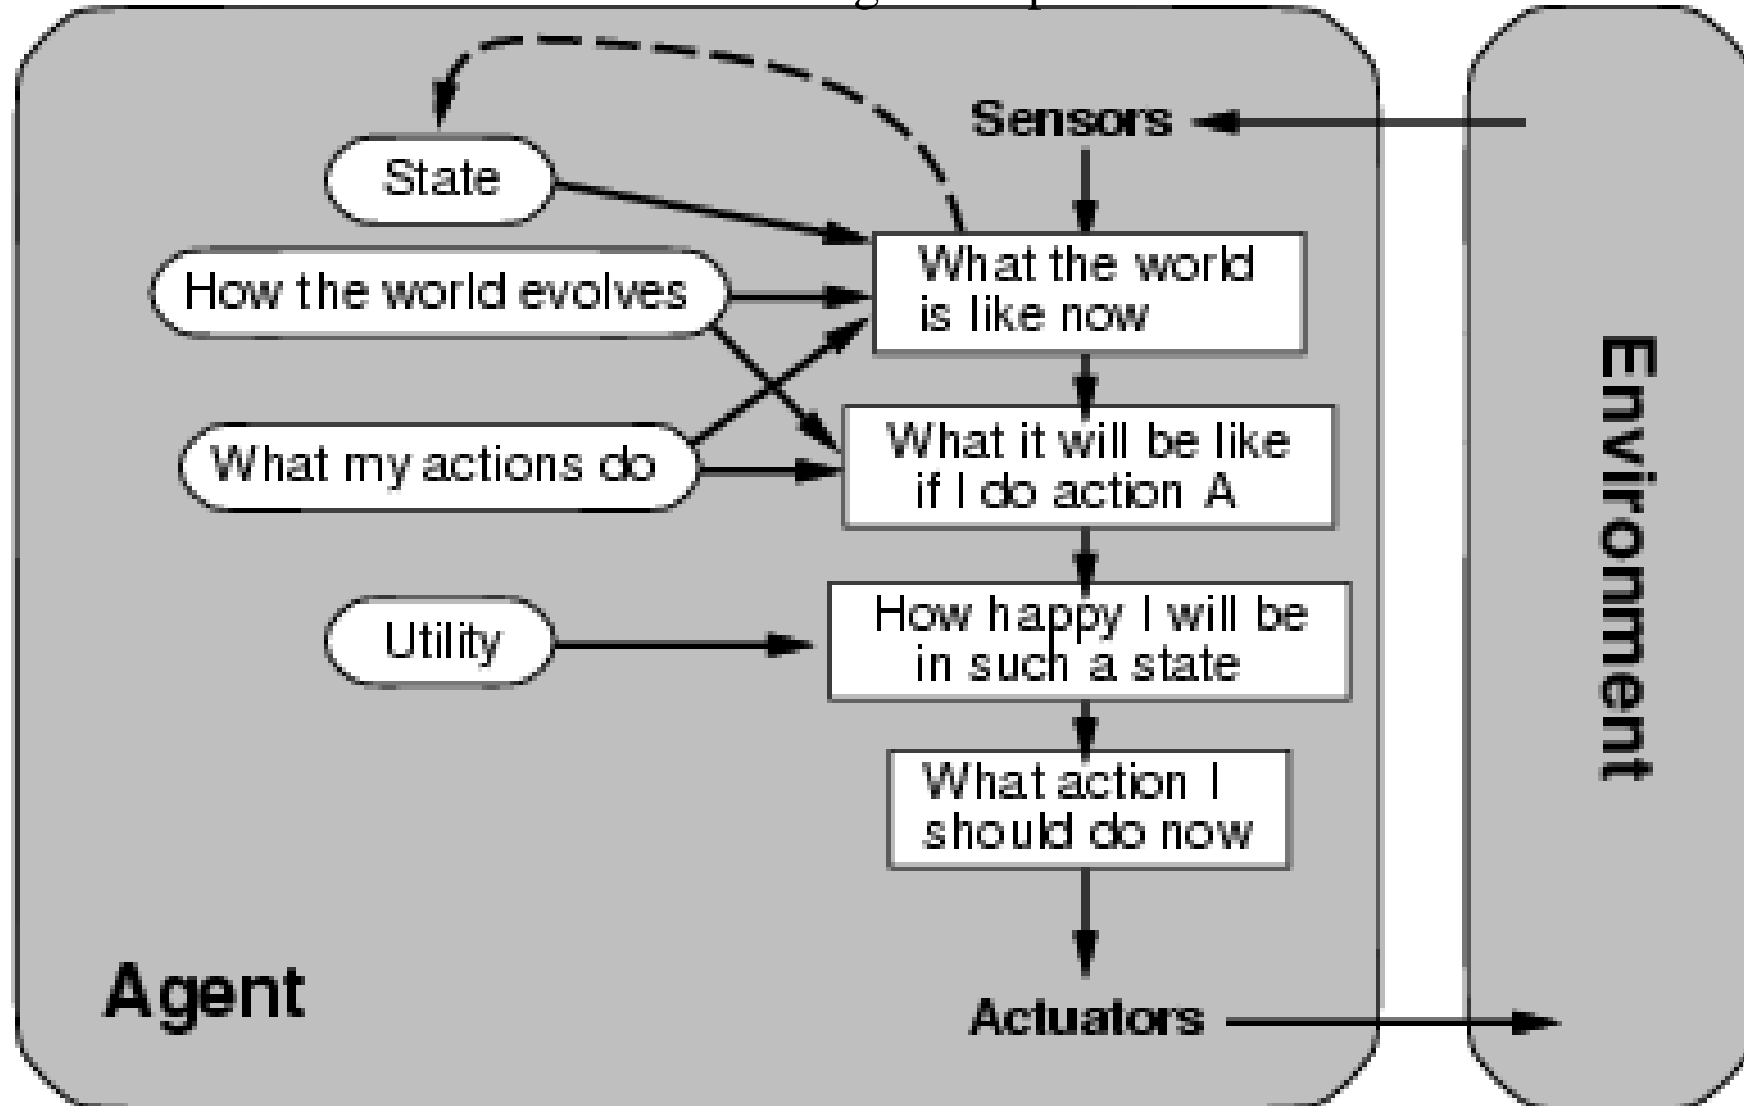 Sensors
State
What the world
is like now
How the world evolves
What it will be like
if I do action A
What my actions do
How happy I will be
in such a state
Utility
What action I
should do now
Environment
Agent
Actuators